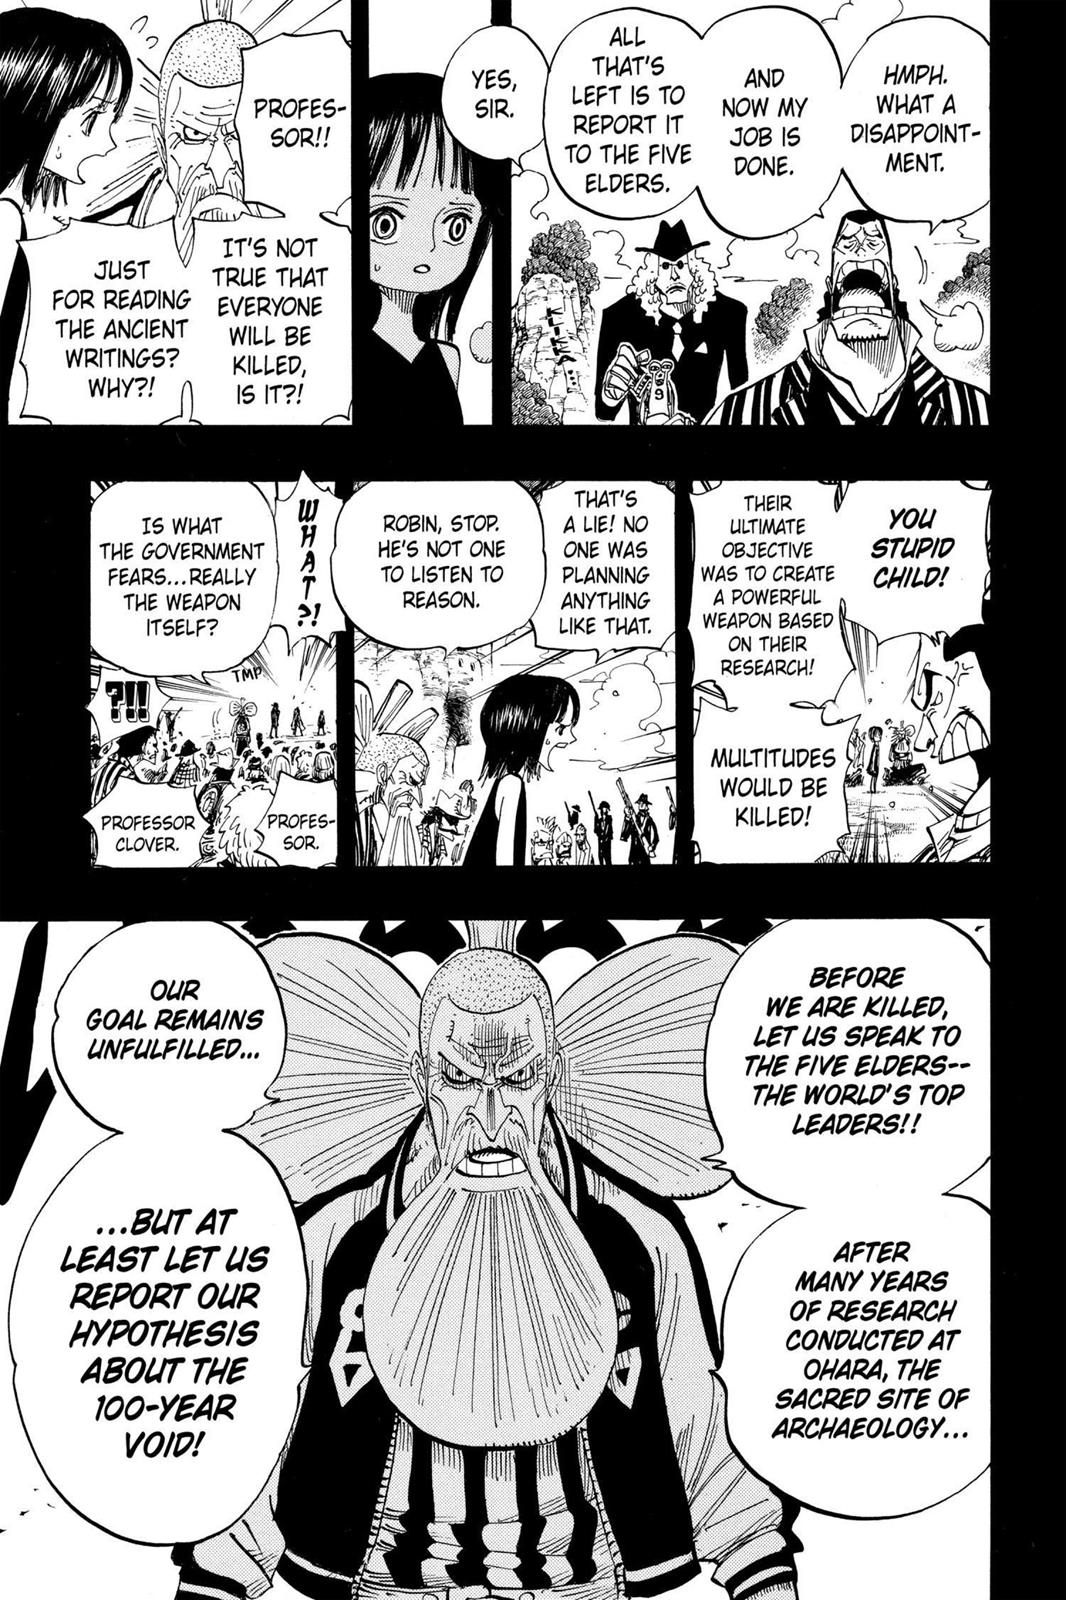 HMPH.
WHAT A
DISAPPOINT-
MENT.
AND
NOW MY
JOB IS
DONE.
ALL
THAT'S
LEFT IS TO
REPORT IT
TO THE FIVE
ELDERS.
YES,
SIR.
9
PROFES-
SOR!!
IT'S NOT
TRUE THAT
EVERYONE
WILL BE
KILLED,
IS IT?!
JUST
FOR READING
THE ANCIENT
WRITINGS?
WHY?!
YOU
STUPID
CHILD!
THEIR
ULTIMATE
OBJECTIVE
WAS TO CREATE
A POWERFUL
WEAPON BASED
ON THEIR
RESEARCH!
MULTITUDES
WOULD BE
KILLED!
THAT'S
A LIE! NO
ONE WAS
PLANNING
ANYTHING
LIKE THAT.
ROBIN, STOP.
HE'S NOT ONE
TO LISTEN TO
REASON.
WHAT?!
IS WHAT
THE GOVERNMENT
FEARS...REALLY
THE WEAPON
ITSELF?
TMP
?!!
PROFES-
SOR.
PROFESSOR
CLOVER.
BEFORE
WE ARE KILLED,
LET US SPEAK TO
THE FIVE ELDERS--
THE WORLD'S TOP
LEADERS!!
AFTER
MANY YEARS
OF RESEARCH
CONDUCTED AT
OHARA, THE
SACRED SITE OF
ARCHAEOLOGY...
OUR
GOAL REMAINS
UNFULFILLED...
...BUT AT
LEAST LET US
REPORT OUR
HYPOTHESIS
ABOUT THE
100-YEAR
VOID!